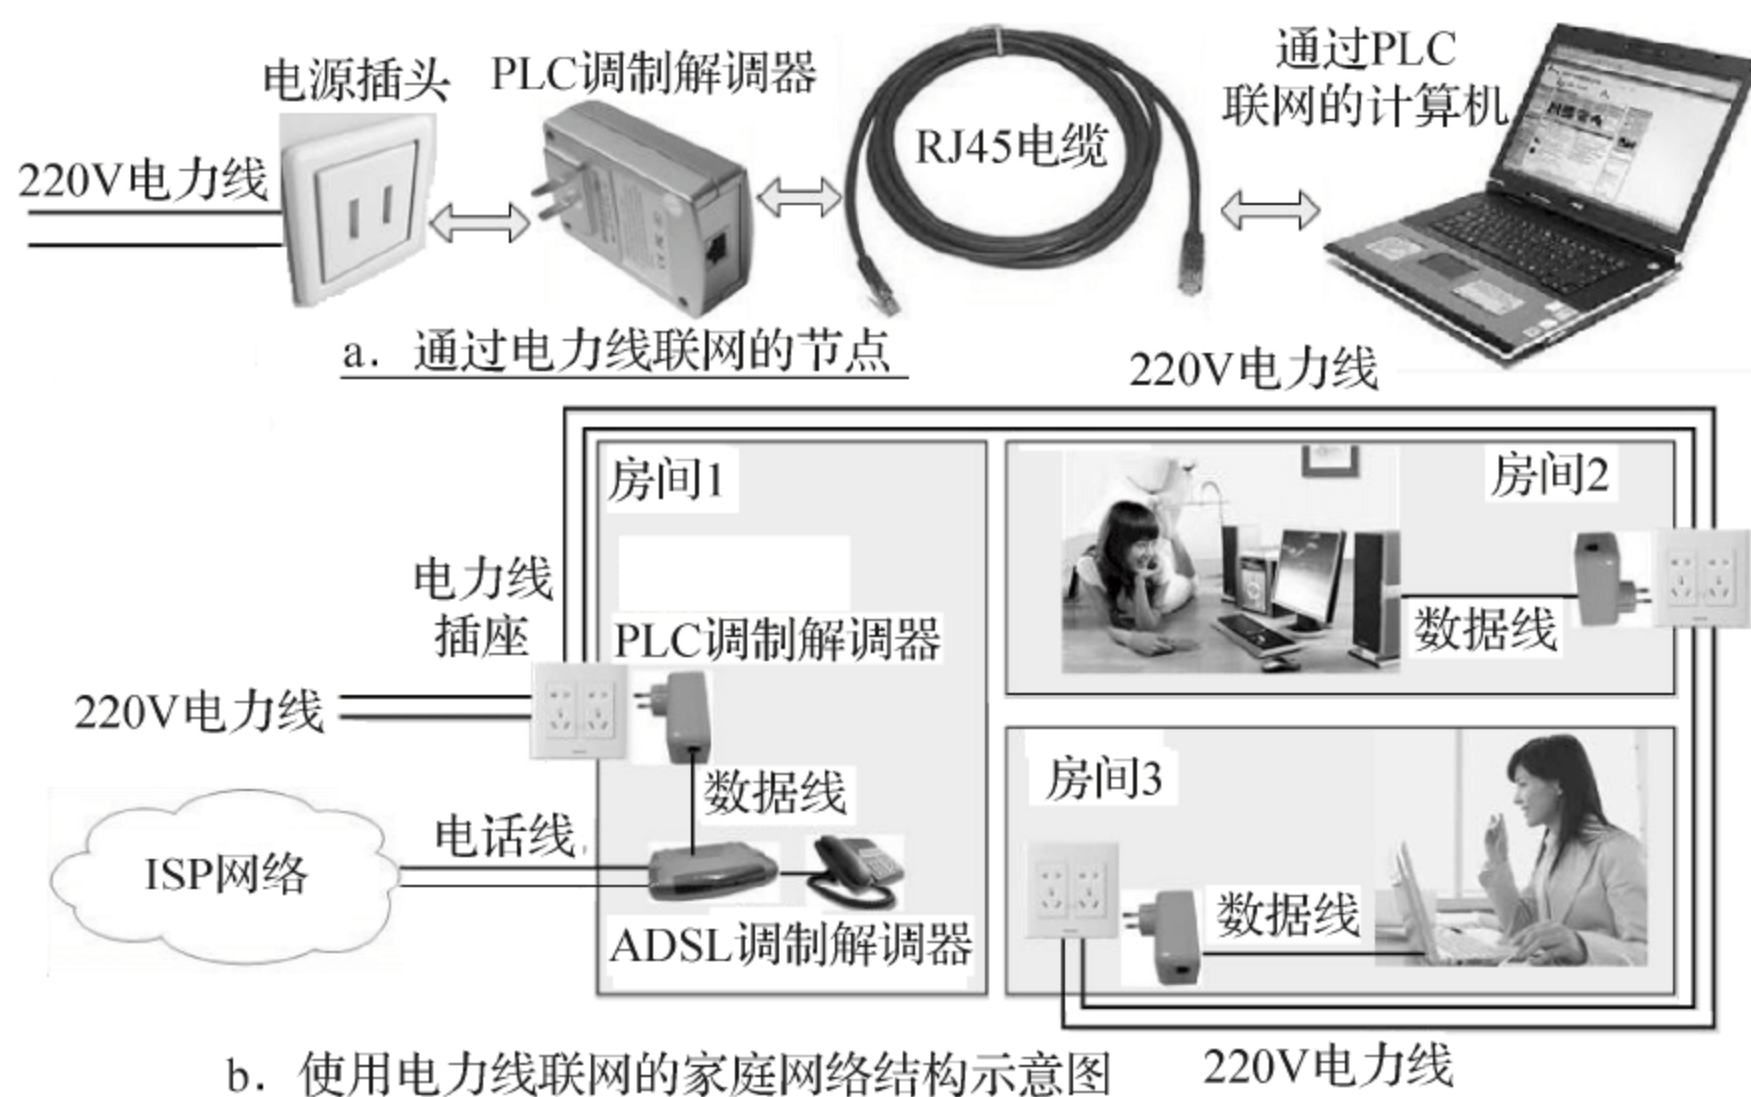 电源插头
PLC调制解调器
通过PLC
联网的计算机
RJ45电缆
220V电力线
a. 通过电力线联网的节点
220V电力线
房间1
房间2
电力线
插座
PLC调制解调器
数据线
220V电力线
数据线
房间3
电话线
ISP网络
数据线
ADSL调制解调器
b. 使用电力线联网的家庭网络结构示意图
220V电力线